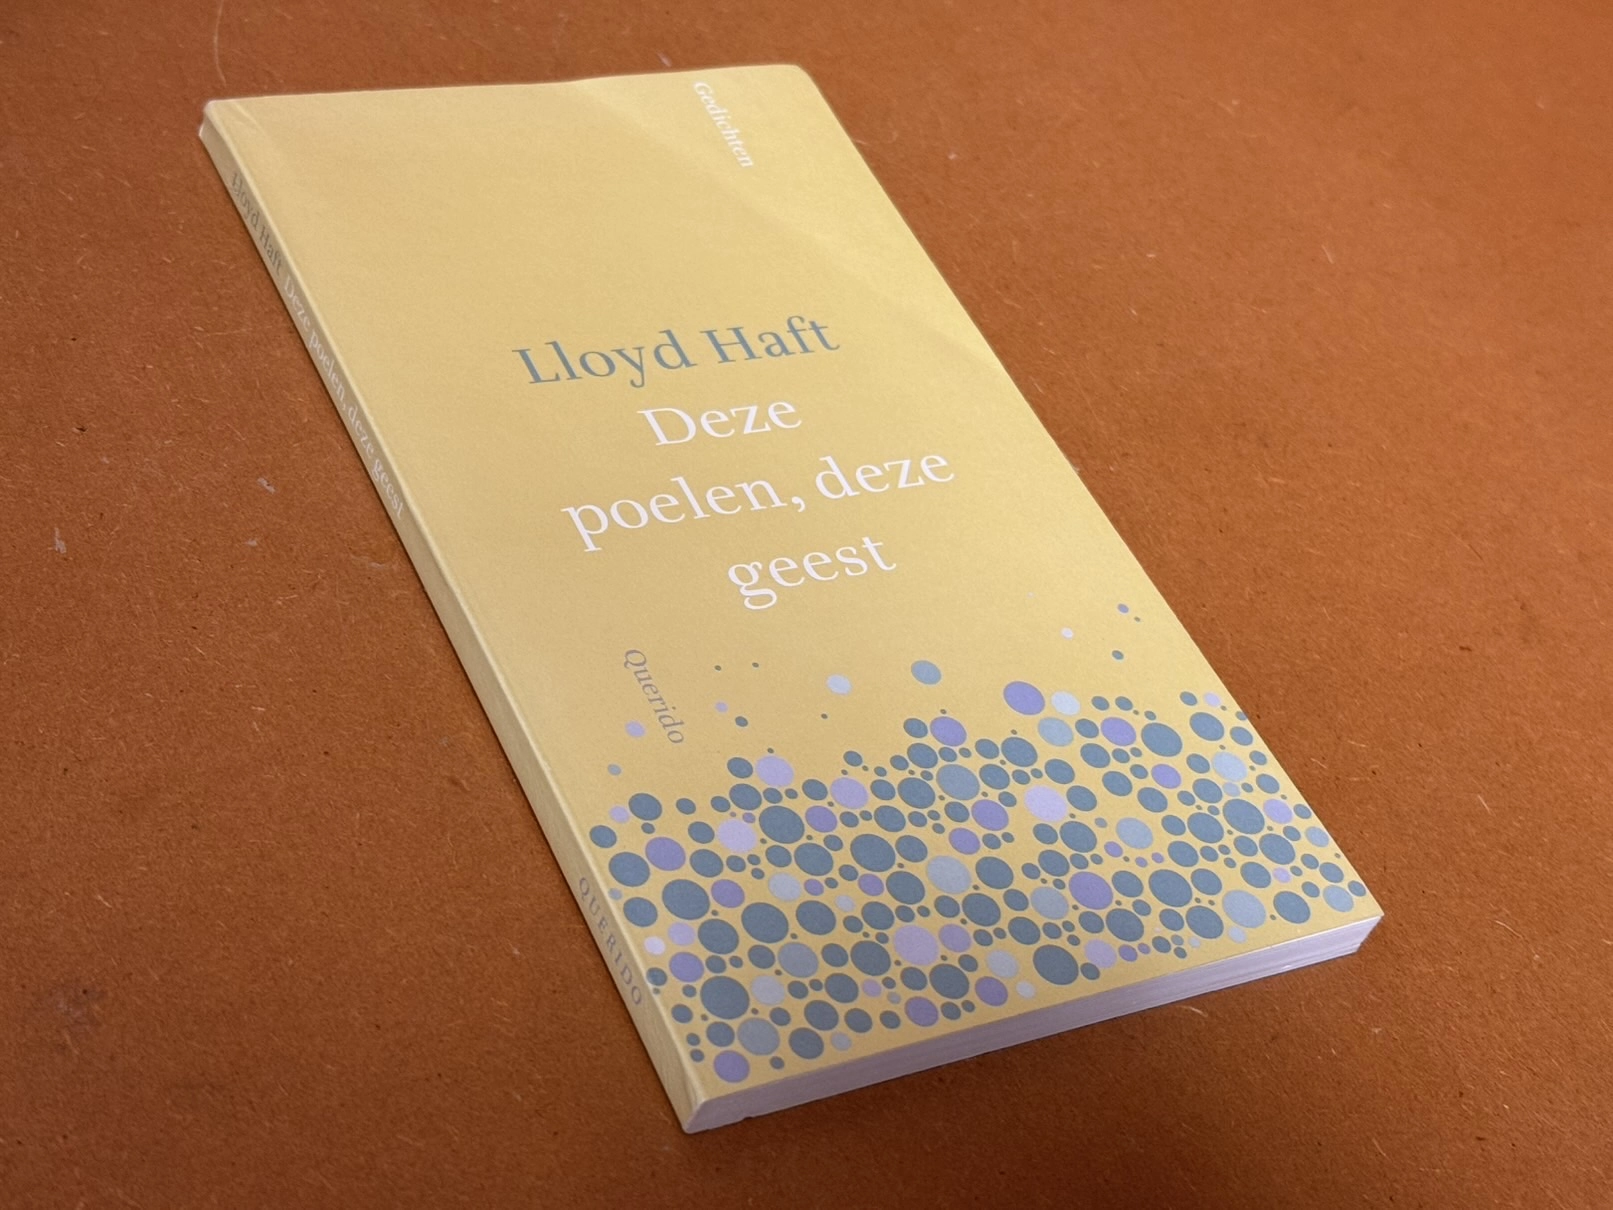 Gedichten
Lloyd Haft
Deze
poelen, deze
geest
Querido
Lloyd Haft Deze poelen, deze geest
QUERIDO